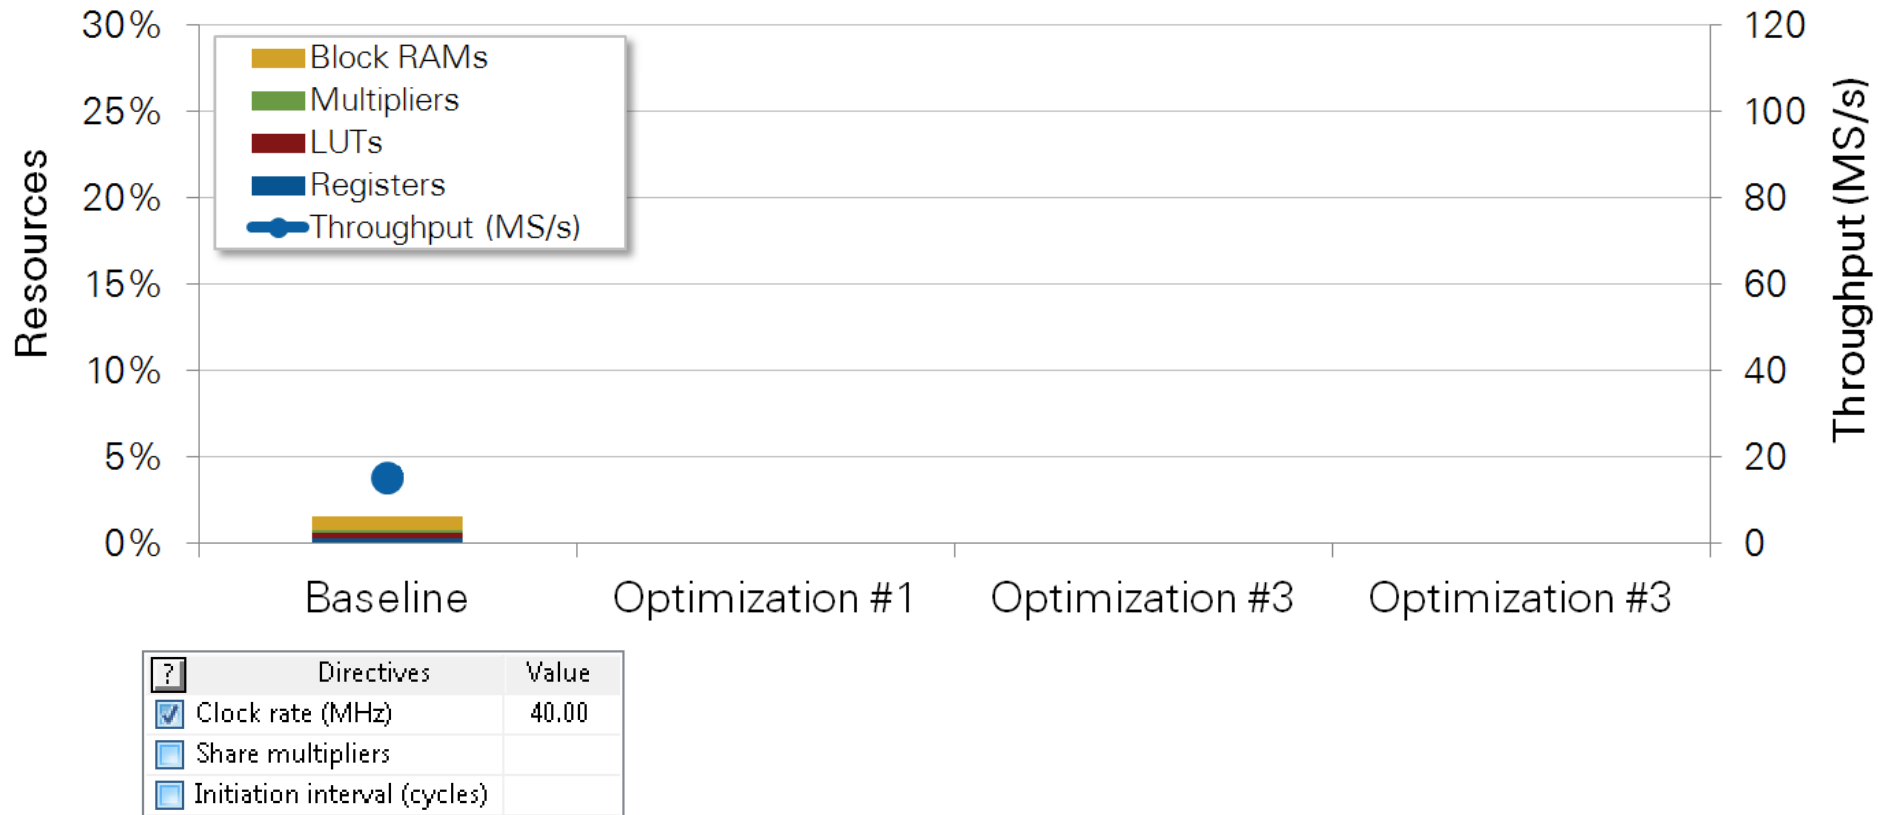 30%
25%
20%
15%
10%
5%
0%
Resources
Block RAMs
Multipliers
LUTs
Registers
Throughput (MS/s)
120
100
80
60
40
20
0
Throughput (MS/s)
Baseline
Optimization #1
Optimization #3
Optimization #3
? Directives Value
Clock rate (MHz) 40.00
Share multipliers
Initiation interval (cycles)